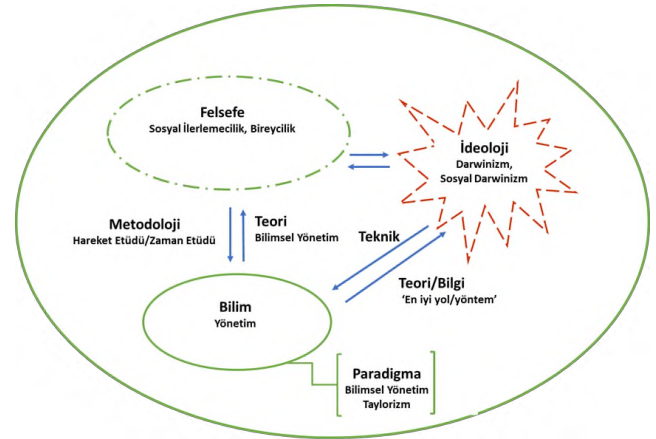 Felsefe
Sosyal İlerlemecilik, Bireycilik
İdeoloji
Darwinizm,
Sosyal Darwinizm
Metodoloji
Hareket Etüdü/Zaman Etüdü
Teori
Bilimsel Yönetim
Teknik
Teori/Bilgi
‘En iyi yol/yöntem’
Bilim
Yönetim
Paradigma
Bilimsel Yönetim
Taylorizm